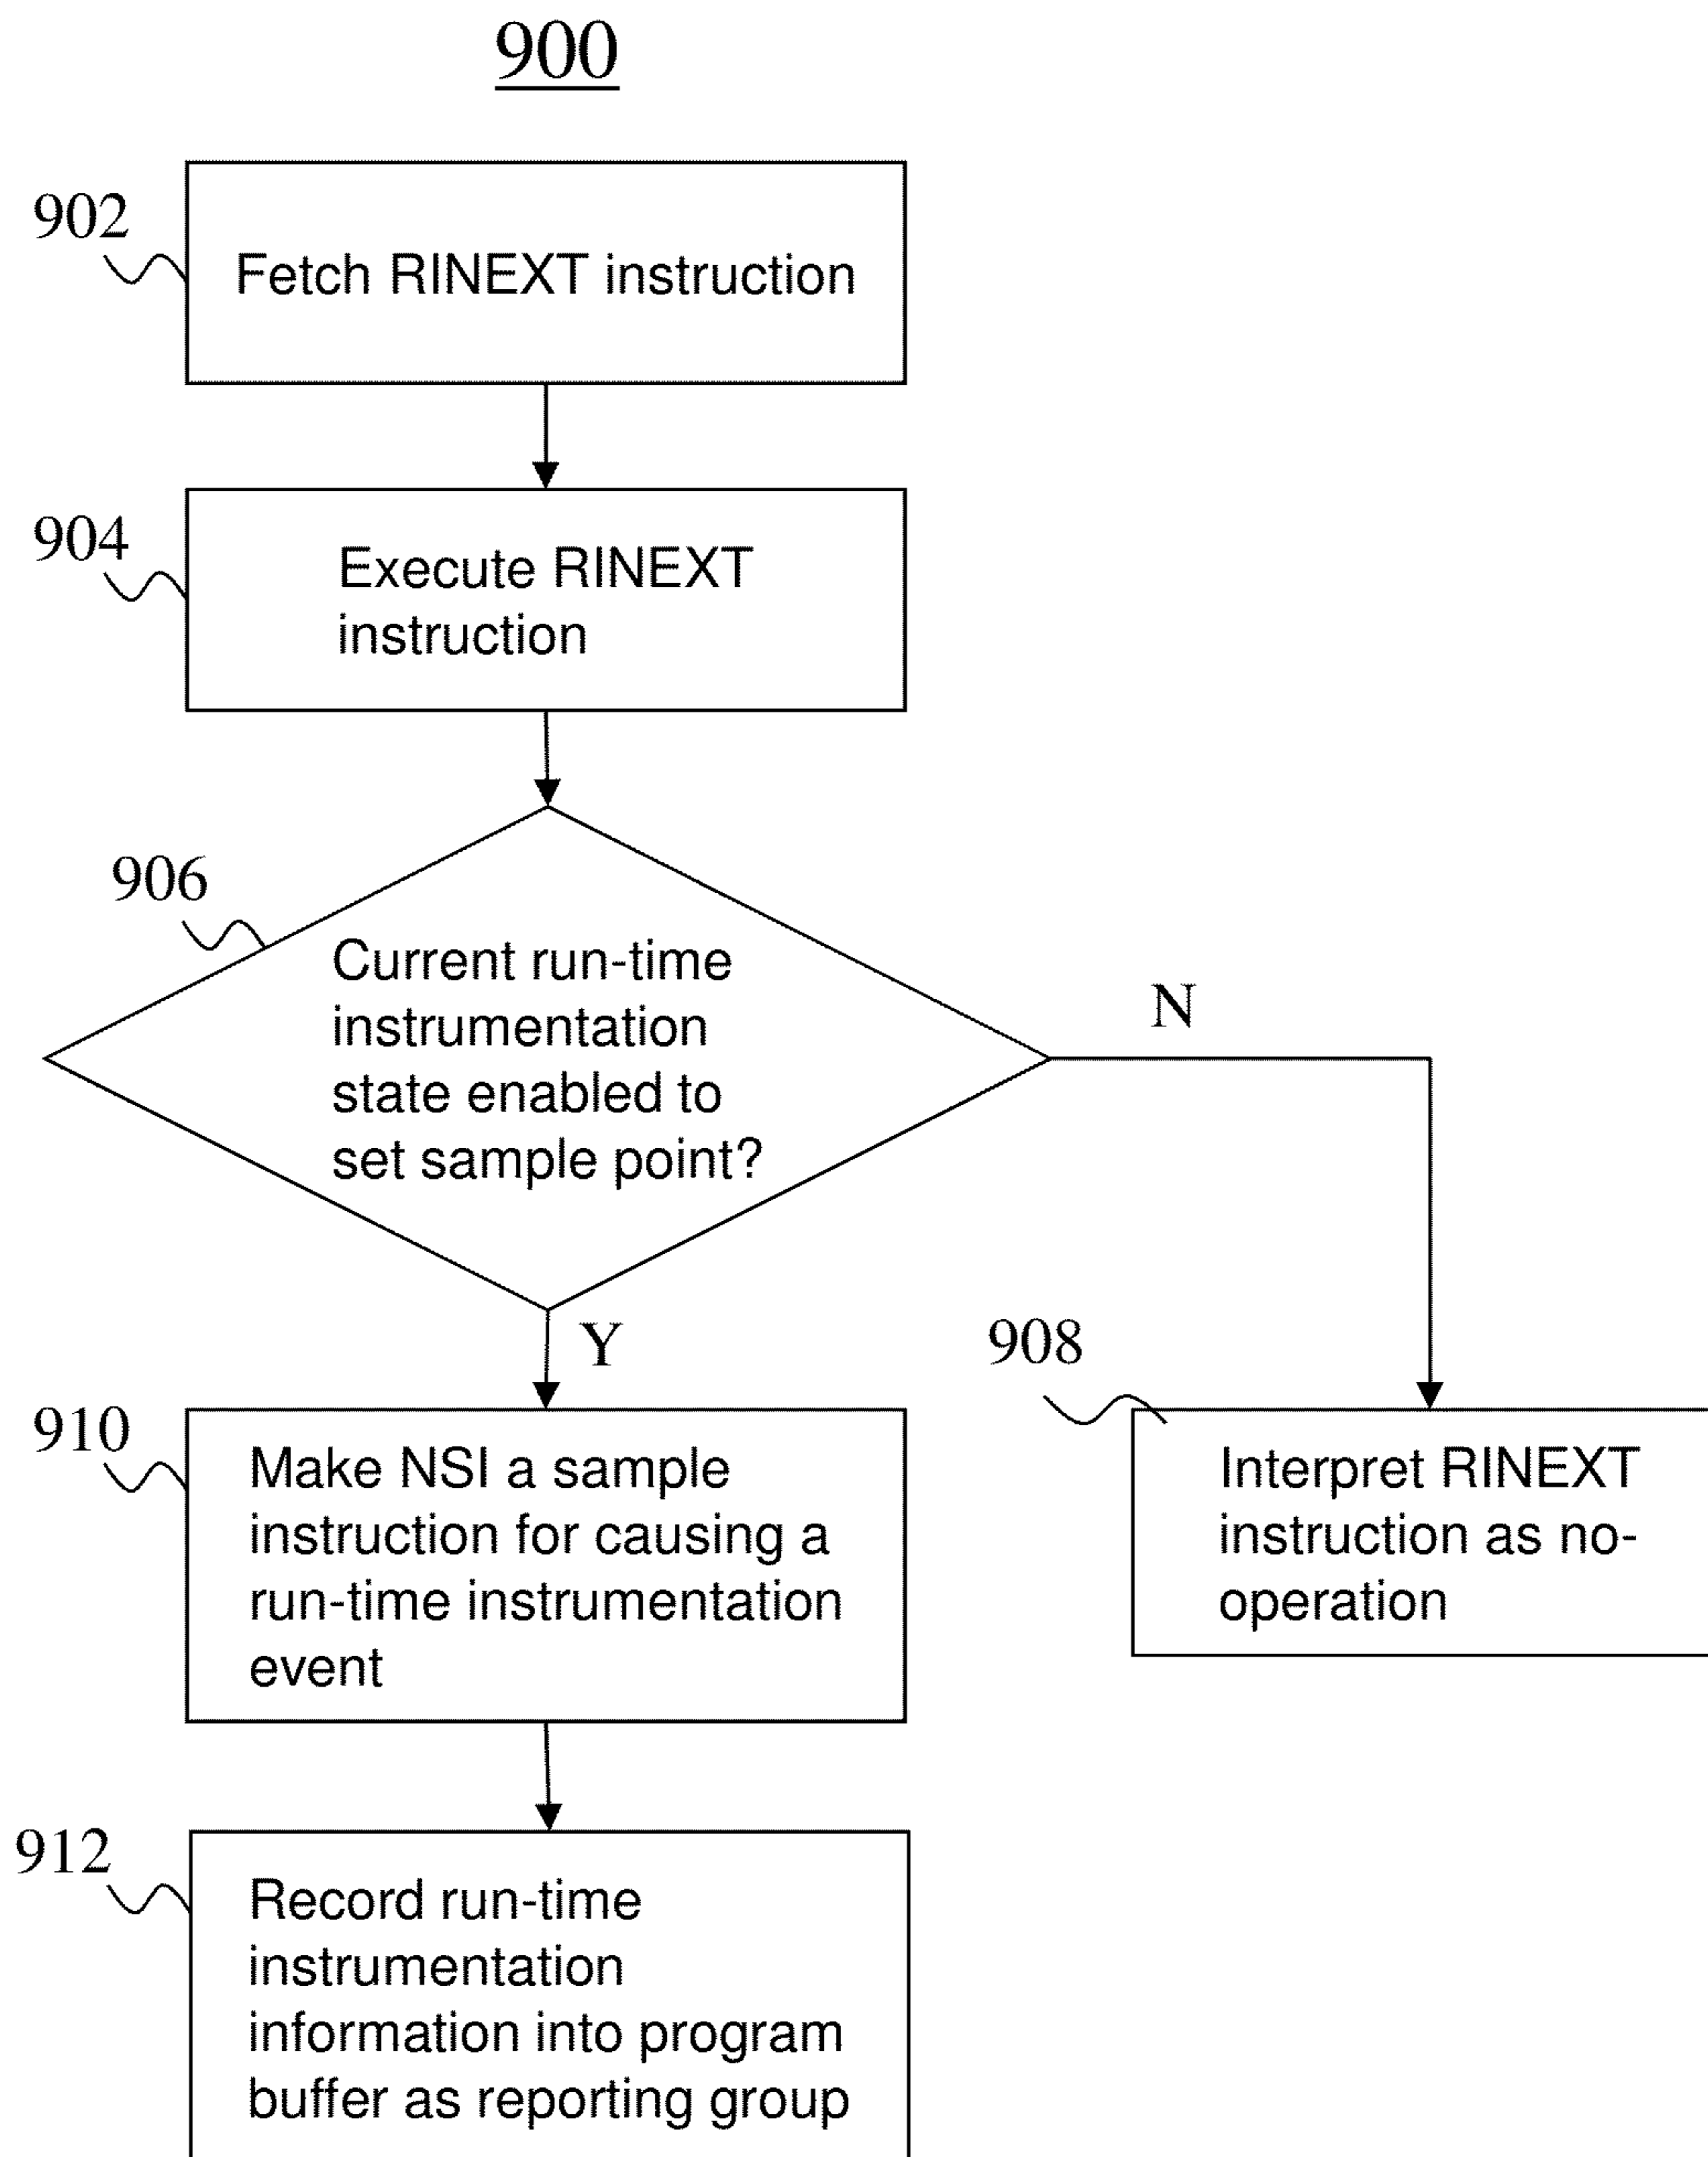 900
902
Fetch RINEXT instruction
904
Execute RINEXT
instruction
906
Current run-time
instrumentation
state enabled to
set sample point?
N
Y
908
910
Make NSI a sample
instruction for causing a
run-time instrumentation
event
Interpret RINEXT
instruction as no-
operation
912
Record run-time
instrumentation
information into program
buffer as reporting group